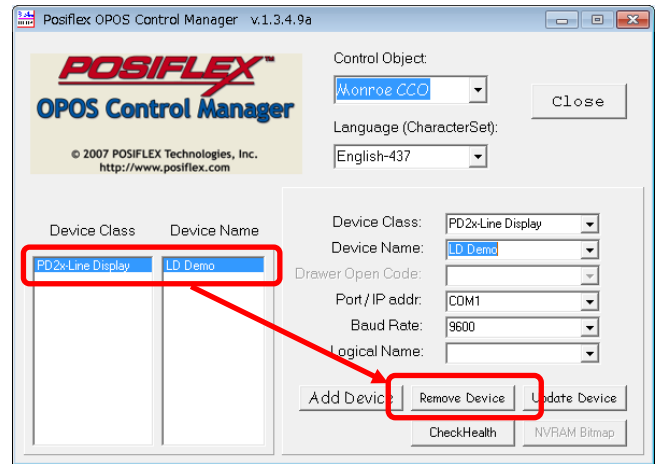 Posiflex OPOS Control Manager v.1.3.4.9a
POSIFLEX™
OPOS Control Manager
© 2007 POSIFLEX Technologies, Inc.
http://www.posiflex.com
Control Object:
Monroe CCO
Close
Language (CharacterSet):
English-437
Device Class Device Name
PD2x-Line Display LD Demo
Device Class: PD2x-Line Display
Device Name: LD Demo
Drawer Open Code:
Port / IP addr: COM1
Baud Rate: 9600
Logical Name:
Add Device Remove Device Update Device
CheckHealth NVRAM Bitmap